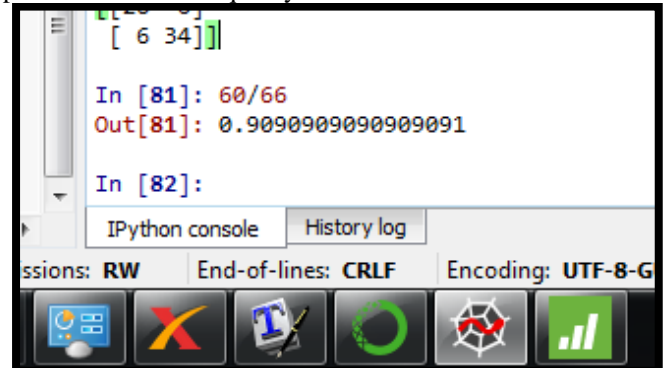 [ 6 34]]
In [81]: 60/66
Out[81]: 0.9090909090909091
In [82]:
IPython console History log
RW End-of-lines: CRLF Encoding: UTF-8-G